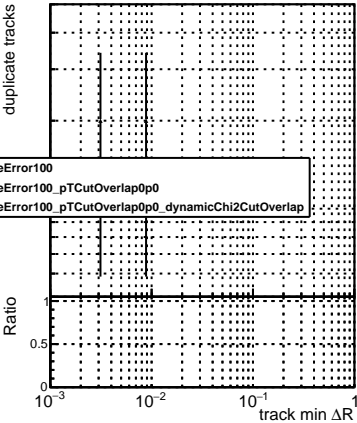 duplicate tracks
eError100
eError100_pTCutOverlap0p0
eError100_pTCutOverlap0p0_dynamicChi2CutOverlap
Ratio
1
0.5
0
10⁻³ 10⁻² 10⁻¹ 1
track min ΔR